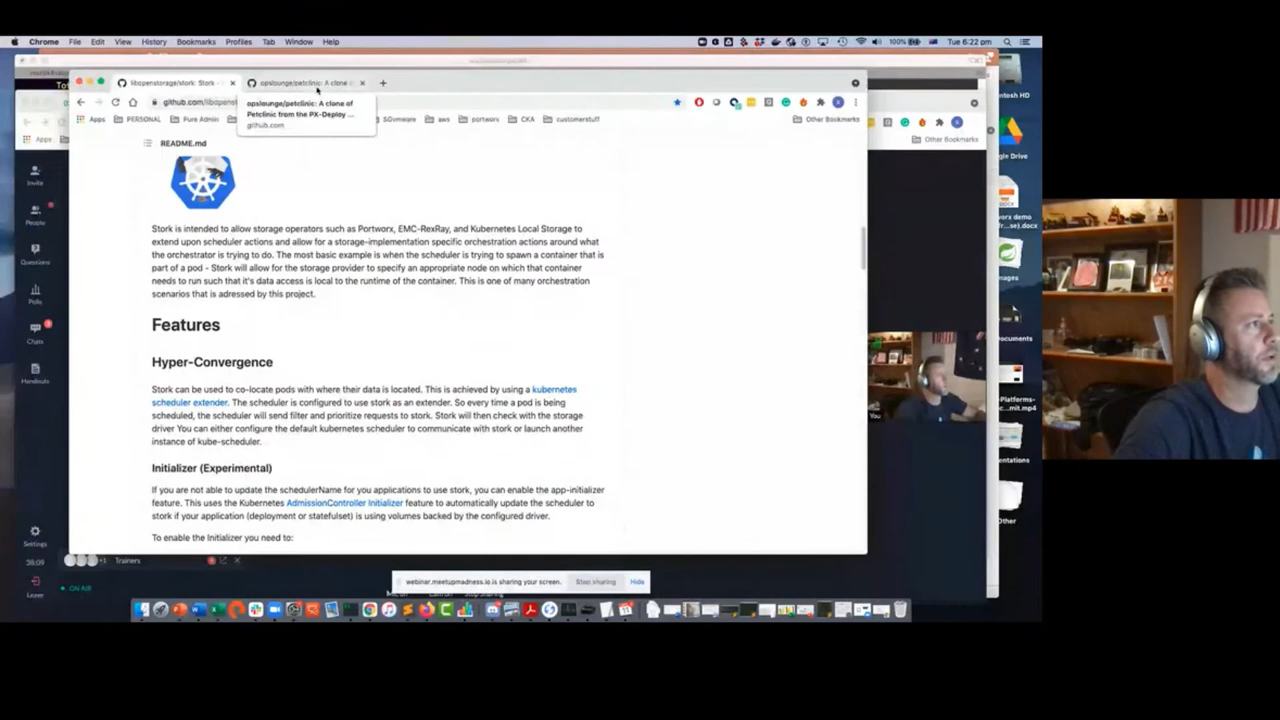 Chrome File Edit View History Bookmarks Profiles Tab Window Help
100% Tue 6:22 pm
libopenstorage/stork: Stork -
opslounge/petclinic: A clone
opslounge/petclinic: A clone of
Petclinic from the PX-Deploy ...
github.com
Apps PERSONAL Pure Admin aws portworx CKA customerstuff Other Bookmarks
Apps Other Bookmarks
README.md
Stork is intended to allow storage operators such as Portworx, EMC-RexRay, and Kubernetes Local Storage to
extend upon scheduler actions and allow for a storage-implementation specific orchestration actions around what
the orchestrator is trying to do. The most basic example is when the scheduler is trying to spawn a container that is
part of a pod - Stork will allow for the storage provider to specify an appropriate node on which that container
needs to run such that it's data access is local to the runtime of the container. This is one of many orchestration
scenarios that is adressed by this project.
Features
Hyper-Convergence
Stork can be used to co-locate pods with where their data is located. This is achieved by using a kubernetes
scheduler extender. The scheduler is configured to use stork as an extender. So every time a pod is being
scheduled, the scheduler will send filter and prioritize requests to stork. Stork will then check with the storage
driver You can either configure the default kubernetes scheduler to communicate with stork or launch another
instance of kube-scheduler.
Initializer (Experimental)
If you are not able to update the schedulerName for you applications to use stork, you can enable the app-initializer
feature. This uses the Kubernetes AdmissionController Initializer feature to automatically update the scheduler to
stork if your application (deployment or statefulset) is using volumes backed by the configured driver.
To enable the Initializer you need to:
Invite
People
Questions
Polls
Chats
Handouts
Settings
Leave
+1 Trainers
ON AIR
You
webinar.meetupmadness.io is sharing your screen. Stop sharing Hide